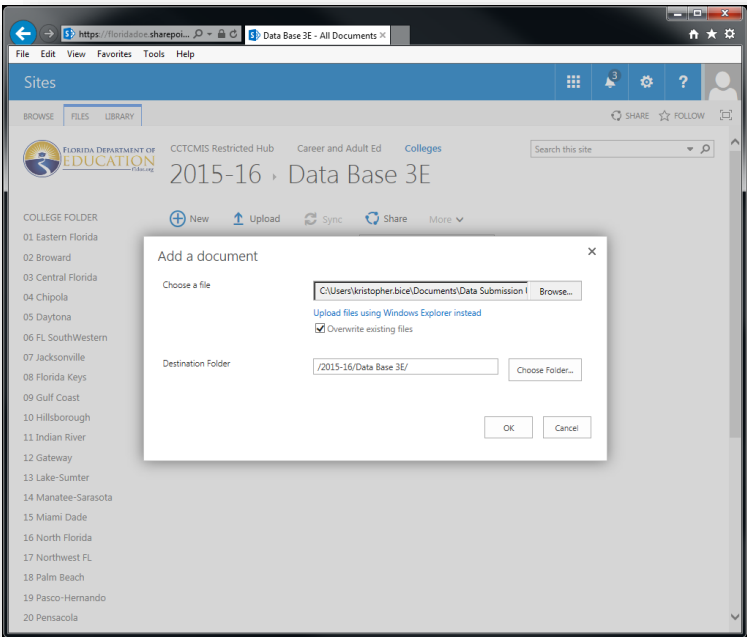 https://floridadoe.sharepoi...
Data Base 3E - All Documents
File Edit View Favorites Tools Help
Sites
3
?
BROWSE FILES LIBRARY
SHARE FOLLOW
FLORIDA DEPARTMENT OF
EDUCATION
fldoe.org
CCTCMIS Restricted Hub Career and Adult Ed Colleges
Search this site
2015-16 Data Base 3E
COLLEGE FOLDER
New Upload Sync Share More
01 Eastern Florida
02 Broward
03 Central Florida
04 Chipola
05 Daytona
06 FL SouthWestern
07 Jacksonville
08 Florida Keys
09 Gulf Coast
10 Hillsborough
11 Indian River
12 Gateway
13 Lake-Sumter
14 Manatee-Sarasota
15 Miami Dade
16 North Florida
17 Northwest FL
18 Palm Beach
19 Pasco-Hernando
20 Pensacola
Add a document
Choose a file
C:\Users\kristopher.bice\Documents\Data Submission
Browse...
Upload files using Windows Explorer instead
Overwrite existing files
Destination Folder
/2015-16/Data Base 3E/
Choose Folder...
OK Cancel